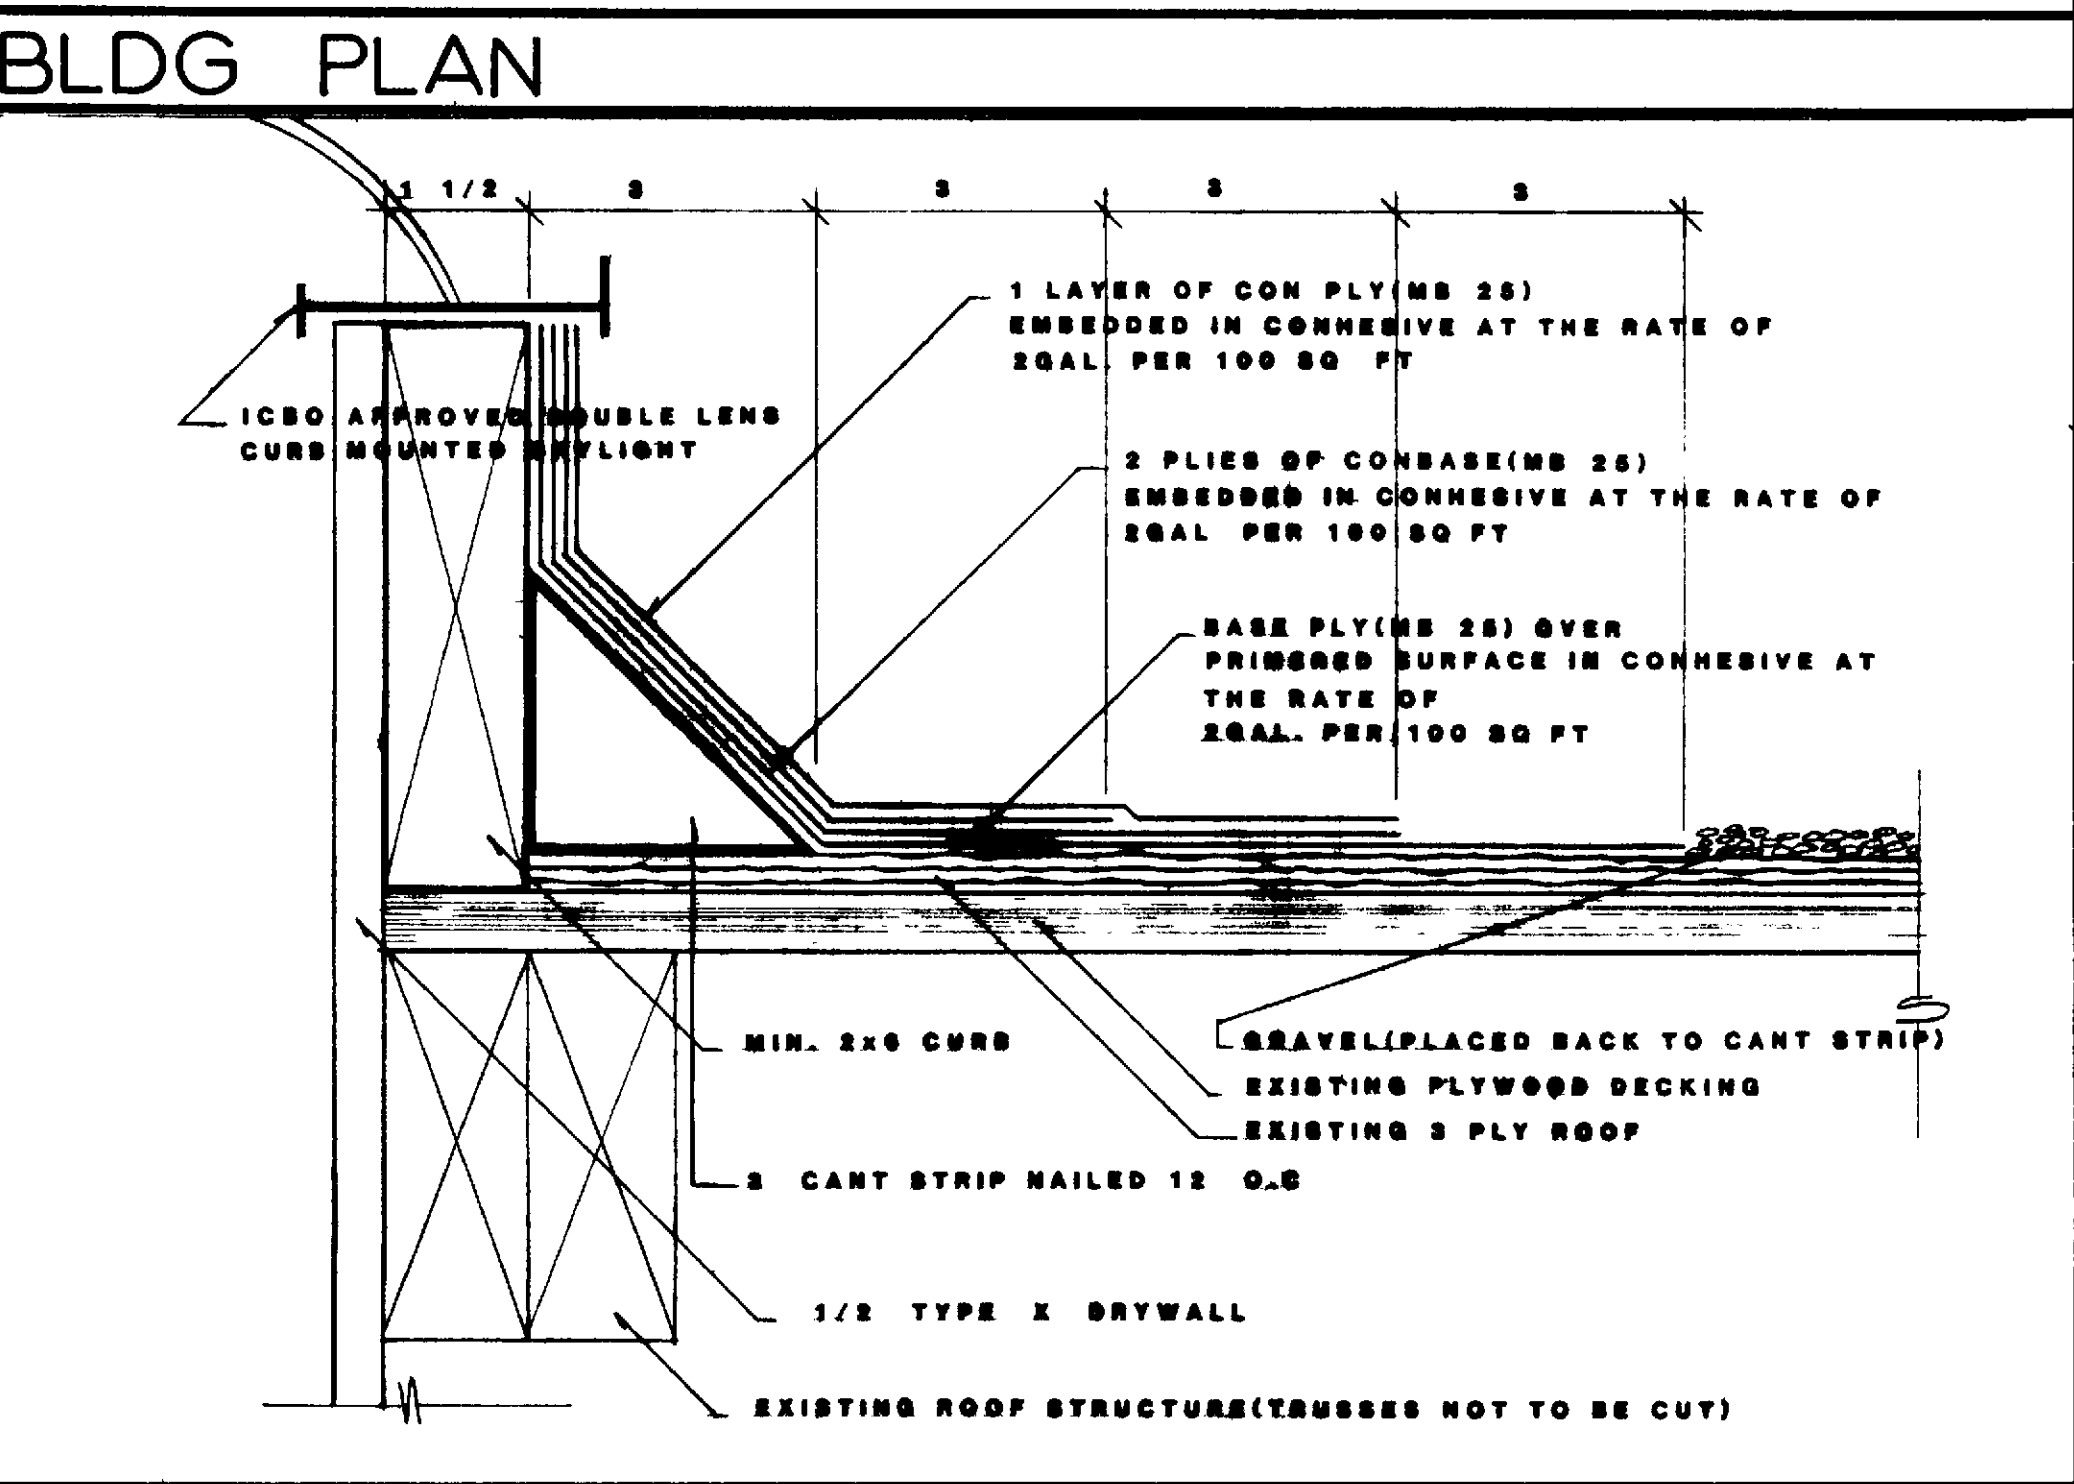 BLDG PLAN
1 1/2 3 3 3 3
1 LAYER OF CON PLY(MB 25)
EMBEDDED IN CONHESIVE AT THE RATE OF
2GAL. PER 100 SQ FT
ICBO APPROVED DOUBLE LENS
CURB MOUNTED SKYLIGHT
2 PLIES OF CONBASE(MB 25)
EMBEDDED IN CONHESIVE AT THE RATE OF
2GAL PER 100 SQ FT
BASE PLY(MB 25) OVER
PRIMERED SURFACE IN CONHESIVE AT
THE RATE OF
2GAL. PER 100 SQ FT
MIN. 2x6 CURB
GRAVEL(PLACED BACK TO CANT STRIP)
EXISTING PLYWOOD DECKING
EXISTING 3 PLY ROOF
3 CANT STRIP NAILED 12 O.C
1/2 TYPE X DRYWALL
EXISTING ROOF STRUCTURE(TRUSSES NOT TO BE CUT)